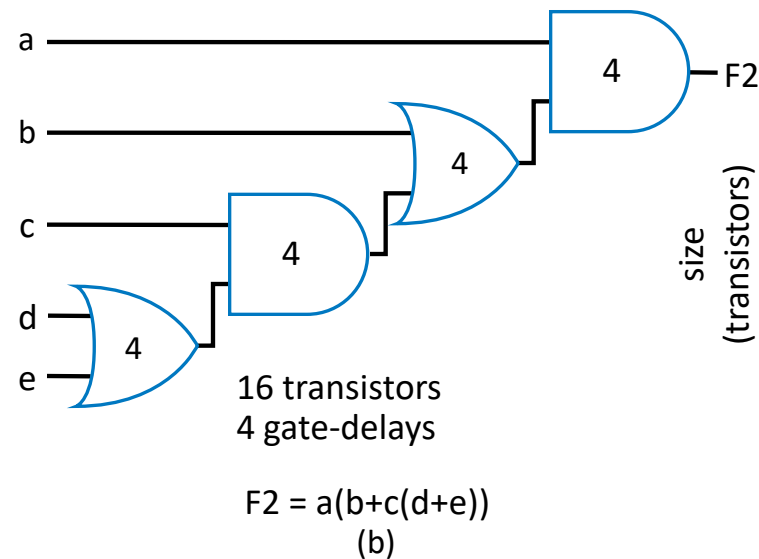 a
4
F2
b
4
c
4
d
4
e
16 transistors
4 gate-delays
size
(transistors)
F2 = a(b+c(d+e))
(b)